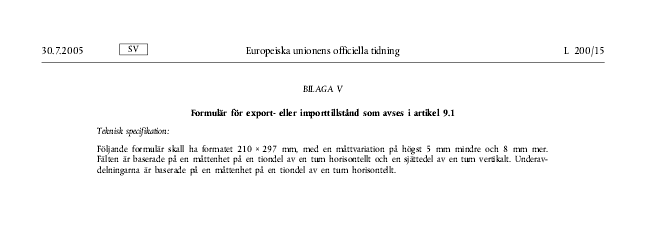 30.7.2005 SV Europeiska unionens officiella tidning L 200/15
BILAGA V
Formulär för export- eller importtillstånd som avses i artikel 9.1
Teknisk specifikation:
Följande formulär skall ha formatet 210 × 297 mm, med en måttvariation på högst 5 mm mindre och 8 mm mer.
Fälten är baserade på en måttenhet på en tiondel av en tum horisontellt och en sjättedel av en tum vertikalt. Underav-
delningarna är baserade på en måttenhet på en tiondel av en tum horisontellt.